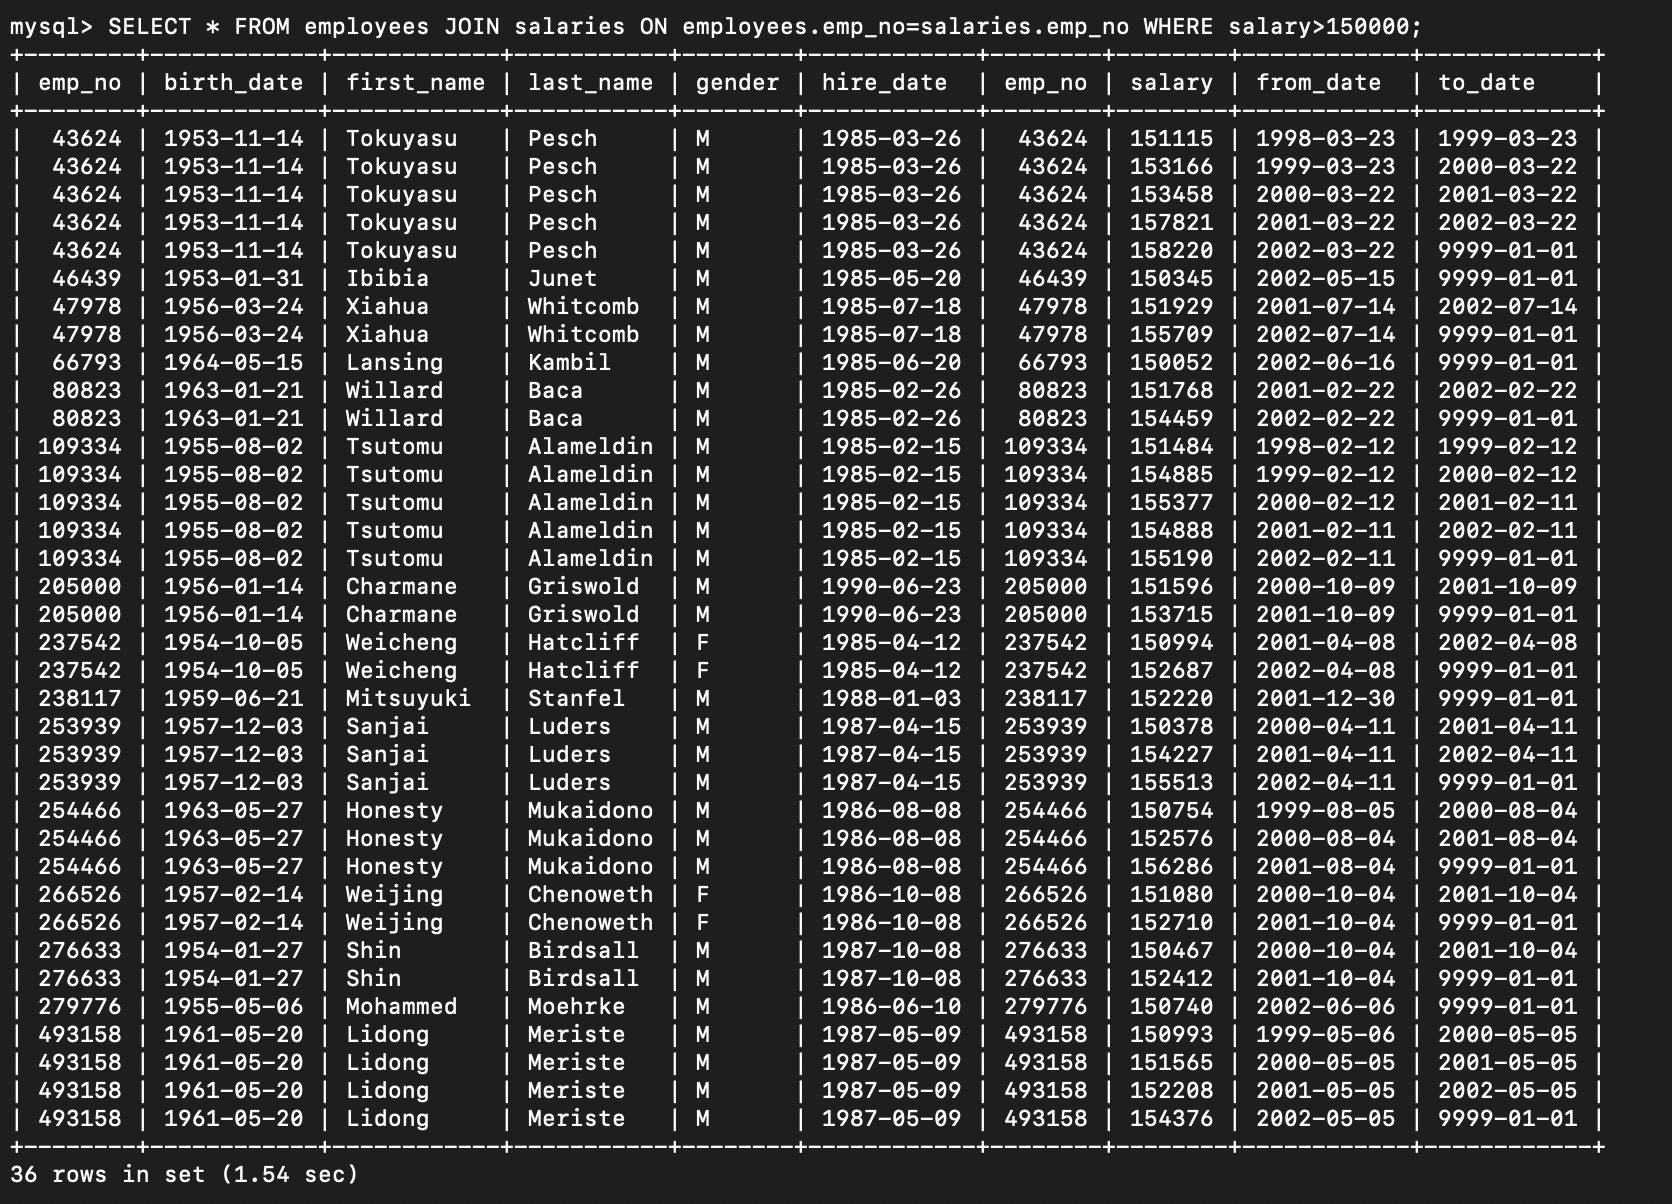 mysql> SELECT * FROM employees JOIN salaries ON employees.emp_no=salaries.emp_no WHERE salary>150000;
+--------+------------+------------+-----------+--------+------------+--------+--------+------------+------------+
| emp_no | birth_date | first_name | last_name | gender | hire_date  | emp_no | salary | from_date  | to_date    |
+--------+------------+------------+-----------+--------+------------+--------+--------+------------+------------+
|  43624 | 1953-11-14 | Tokuyasu   | Pesch     | M      | 1985-03-26 |  43624 | 151115 | 1998-03-23 | 1999-03-23 |
|  43624 | 1953-11-14 | Tokuyasu   | Pesch     | M      | 1985-03-26 |  43624 | 153166 | 1999-03-23 | 2000-03-22 |
|  43624 | 1953-11-14 | Tokuyasu   | Pesch     | M      | 1985-03-26 |  43624 | 153458 | 2000-03-22 | 2001-03-22 |
|  43624 | 1953-11-14 | Tokuyasu   | Pesch     | M      | 1985-03-26 |  43624 | 157821 | 2001-03-22 | 2002-03-22 |
|  43624 | 1953-11-14 | Tokuyasu   | Pesch     | M      | 1985-03-26 |  43624 | 158220 | 2002-03-22 | 9999-01-01 |
|  46439 | 1953-01-31 | Ibibia     | Junet     | M      | 1985-05-20 |  46439 | 150345 | 2002-05-15 | 9999-01-01 |
|  47978 | 1956-03-24 | Xiahua     | Whitcomb  | M      | 1985-07-18 |  47978 | 151929 | 2001-07-14 | 2002-07-14 |
|  47978 | 1956-03-24 | Xiahua     | Whitcomb  | M      | 1985-07-18 |  47978 | 155709 | 2002-07-14 | 9999-01-01 |
|  66793 | 1964-05-15 | Lansing    | Kambil    | M      | 1985-06-20 |  66793 | 150052 | 2002-06-16 | 9999-01-01 |
|  80823 | 1963-01-21 | Willard    | Baca      | M      | 1985-02-26 |  80823 | 151768 | 2001-02-22 | 2002-02-22 |
|  80823 | 1963-01-21 | Willard    | Baca      | M      | 1985-02-26 |  80823 | 154459 | 2002-02-22 | 9999-01-01 |
| 109334 | 1955-08-02 | Tsutomu    | Alameldin | M      | 1985-02-15 | 109334 | 151484 | 1998-02-12 | 1999-02-12 |
| 109334 | 1955-08-02 | Tsutomu    | Alameldin | M      | 1985-02-15 | 109334 | 154885 | 1999-02-12 | 2000-02-12 |
| 109334 | 1955-08-02 | Tsutomu    | Alameldin | M      | 1985-02-15 | 109334 | 155377 | 2000-02-12 | 2001-02-11 |
| 109334 | 1955-08-02 | Tsutomu    | Alameldin | M      | 1985-02-15 | 109334 | 154888 | 2001-02-11 | 2002-02-11 |
| 109334 | 1955-08-02 | Tsutomu    | Alameldin | M      | 1985-02-15 | 109334 | 155190 | 2002-02-11 | 9999-01-01 |
| 205000 | 1956-01-14 | Charmane   | Griswold  | M      | 1990-06-23 | 205000 | 151596 | 2000-10-09 | 2001-10-09 |
| 205000 | 1956-01-14 | Charmane   | Griswold  | M      | 1990-06-23 | 205000 | 153715 | 2001-10-09 | 9999-01-01 |
| 237542 | 1954-10-05 | Weicheng   | Hatcliff  | F      | 1985-04-12 | 237542 | 150994 | 2001-04-08 | 2002-04-08 |
| 237542 | 1954-10-05 | Weicheng   | Hatcliff  | F      | 1985-04-12 | 237542 | 152687 | 2002-04-08 | 9999-01-01 |
| 238117 | 1959-06-21 | Mitsuyuki  | Stanfel   | M      | 1988-01-03 | 238117 | 152220 | 2001-12-30 | 9999-01-01 |
| 253939 | 1957-12-03 | Sanjai     | Luders    | M      | 1987-04-15 | 253939 | 150378 | 2000-04-11 | 2001-04-11 |
| 253939 | 1957-12-03 | Sanjai     | Luders    | M      | 1987-04-15 | 253939 | 154227 | 2001-04-11 | 2002-04-11 |
| 253939 | 1957-12-03 | Sanjai     | Luders    | M      | 1987-04-15 | 253939 | 155513 | 2002-04-11 | 9999-01-01 |
| 254466 | 1963-05-27 | Honesty    | Mukaidono | M      | 1986-08-08 | 254466 | 150754 | 1999-08-05 | 2000-08-04 |
| 254466 | 1963-05-27 | Honesty    | Mukaidono | M      | 1986-08-08 | 254466 | 152576 | 2000-08-04 | 2001-08-04 |
| 254466 | 1963-05-27 | Honesty    | Mukaidono | M      | 1986-08-08 | 254466 | 156286 | 2001-08-04 | 9999-01-01 |
| 266526 | 1957-02-14 | Weijing    | Chenoweth | F      | 1986-10-08 | 266526 | 151080 | 2000-10-04 | 2001-10-04 |
| 266526 | 1957-02-14 | Weijing    | Chenoweth | F      | 1986-10-08 | 266526 | 152710 | 2001-10-04 | 9999-01-01 |
| 276633 | 1954-01-27 | Shin       | Birdsall  | M      | 1987-10-08 | 276633 | 150467 | 2000-10-04 | 2001-10-04 |
| 276633 | 1954-01-27 | Shin       | Birdsall  | M      | 1987-10-08 | 276633 | 152412 | 2001-10-04 | 9999-01-01 |
| 279776 | 1955-05-06 | Mohammed   | Moehrke   | M      | 1986-06-10 | 279776 | 150740 | 2002-06-06 | 9999-01-01 |
| 493158 | 1961-05-20 | Lidong     | Meriste   | M      | 1987-05-09 | 493158 | 150993 | 1999-05-06 | 2000-05-05 |
| 493158 | 1961-05-20 | Lidong     | Meriste   | M      | 1987-05-09 | 493158 | 151565 | 2000-05-05 | 2001-05-05 |
| 493158 | 1961-05-20 | Lidong     | Meriste   | M      | 1987-05-09 | 493158 | 152208 | 2001-05-05 | 2002-05-05 |
| 493158 | 1961-05-20 | Lidong     | Meriste   | M      | 1987-05-09 | 493158 | 154376 | 2002-05-05 | 9999-01-01 |
+--------+------------+------------+-----------+--------+------------+--------+--------+------------+------------+
36 rows in set (1.54 sec)